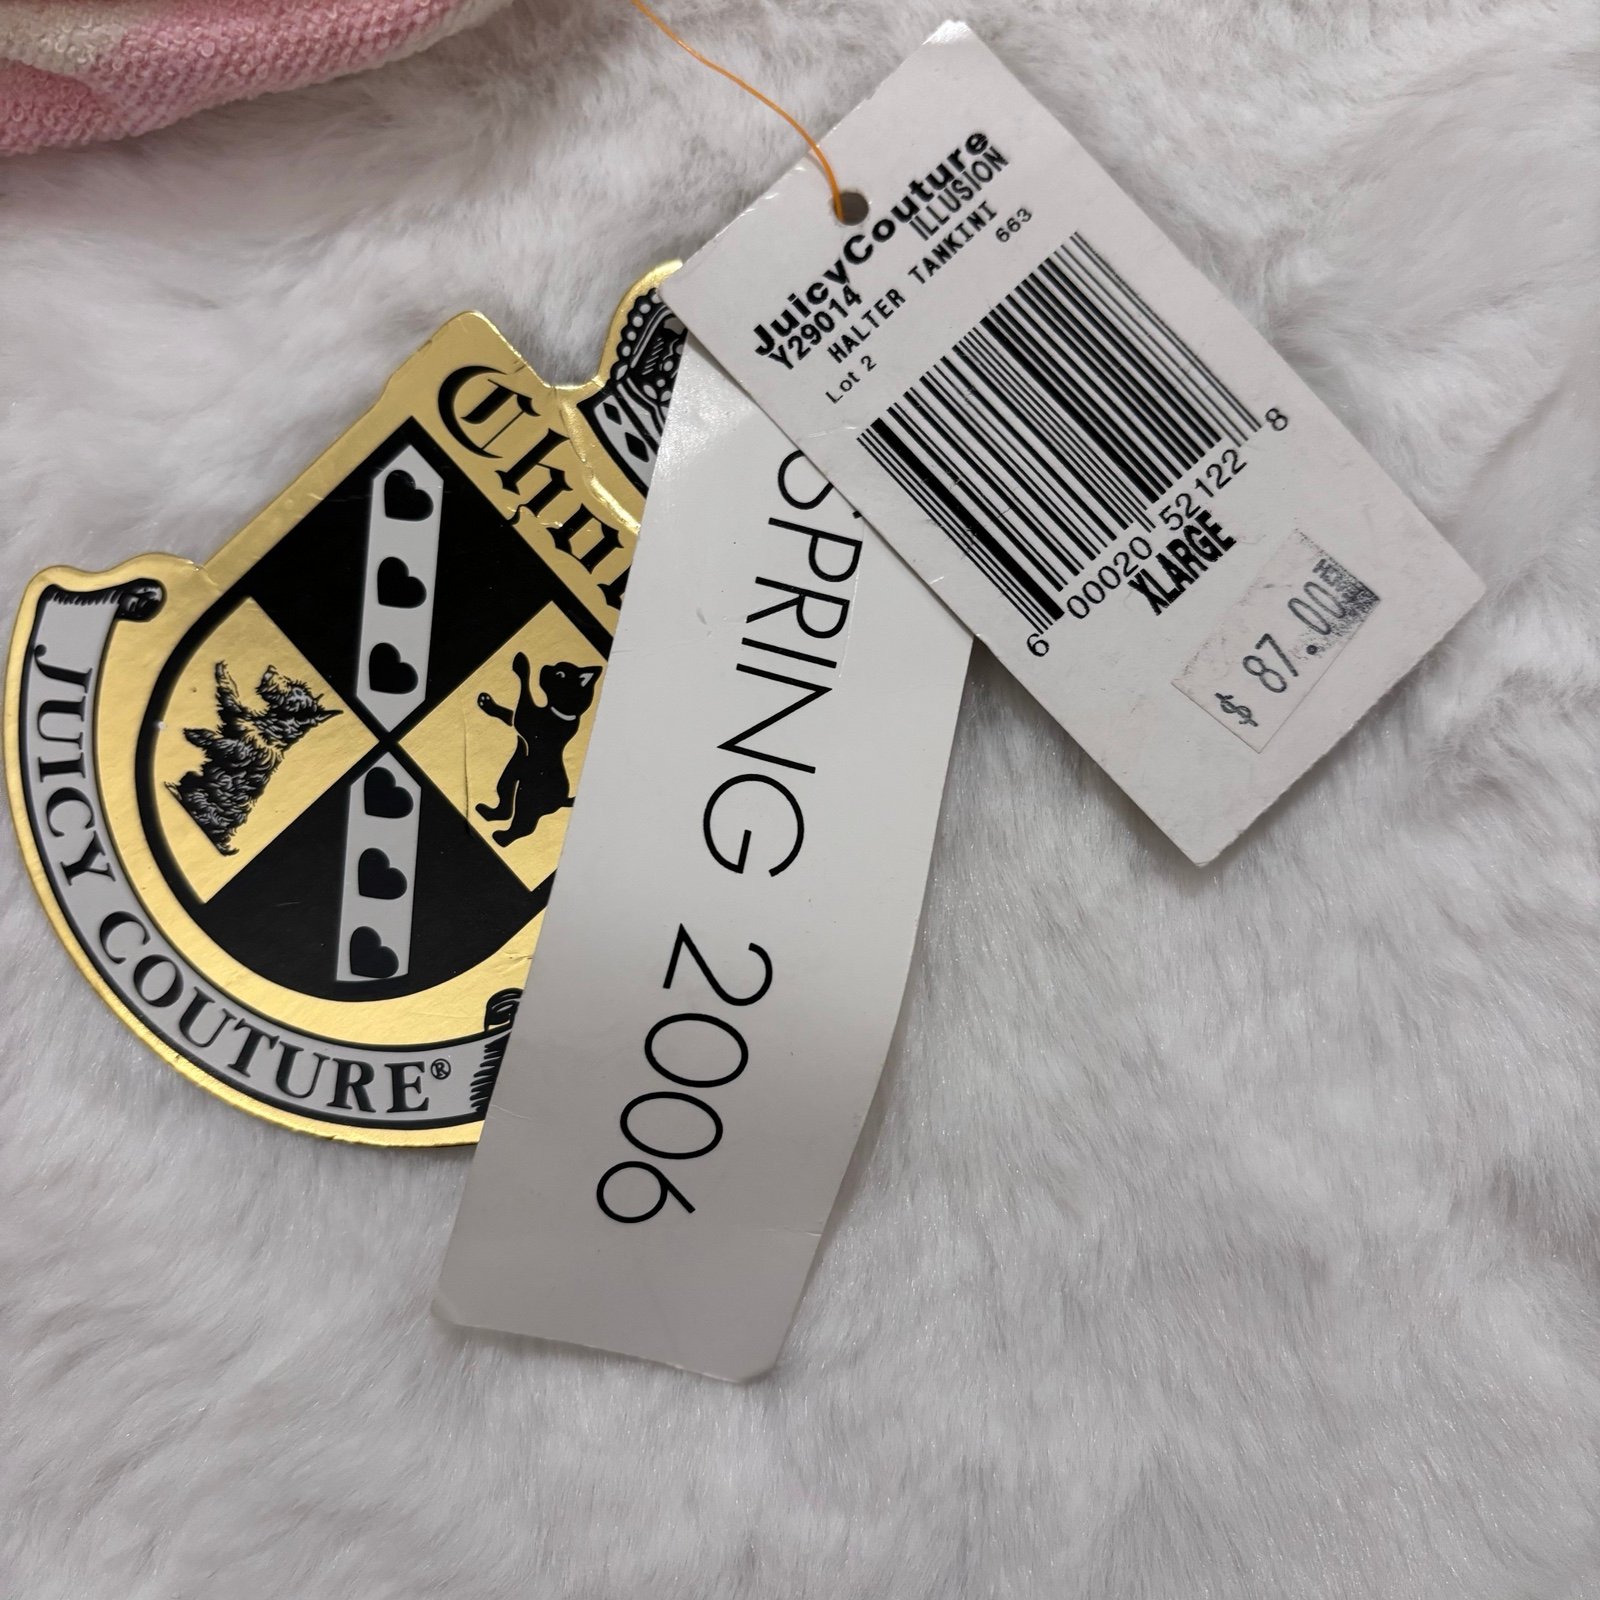 JuicyCouture
Y29014 ILLUSION
HALTER TANKINI
Lot 2 663
6 00020 52122 8
XLARGE
$ 87.00
SPRING 2006
JUICY COUTURE®